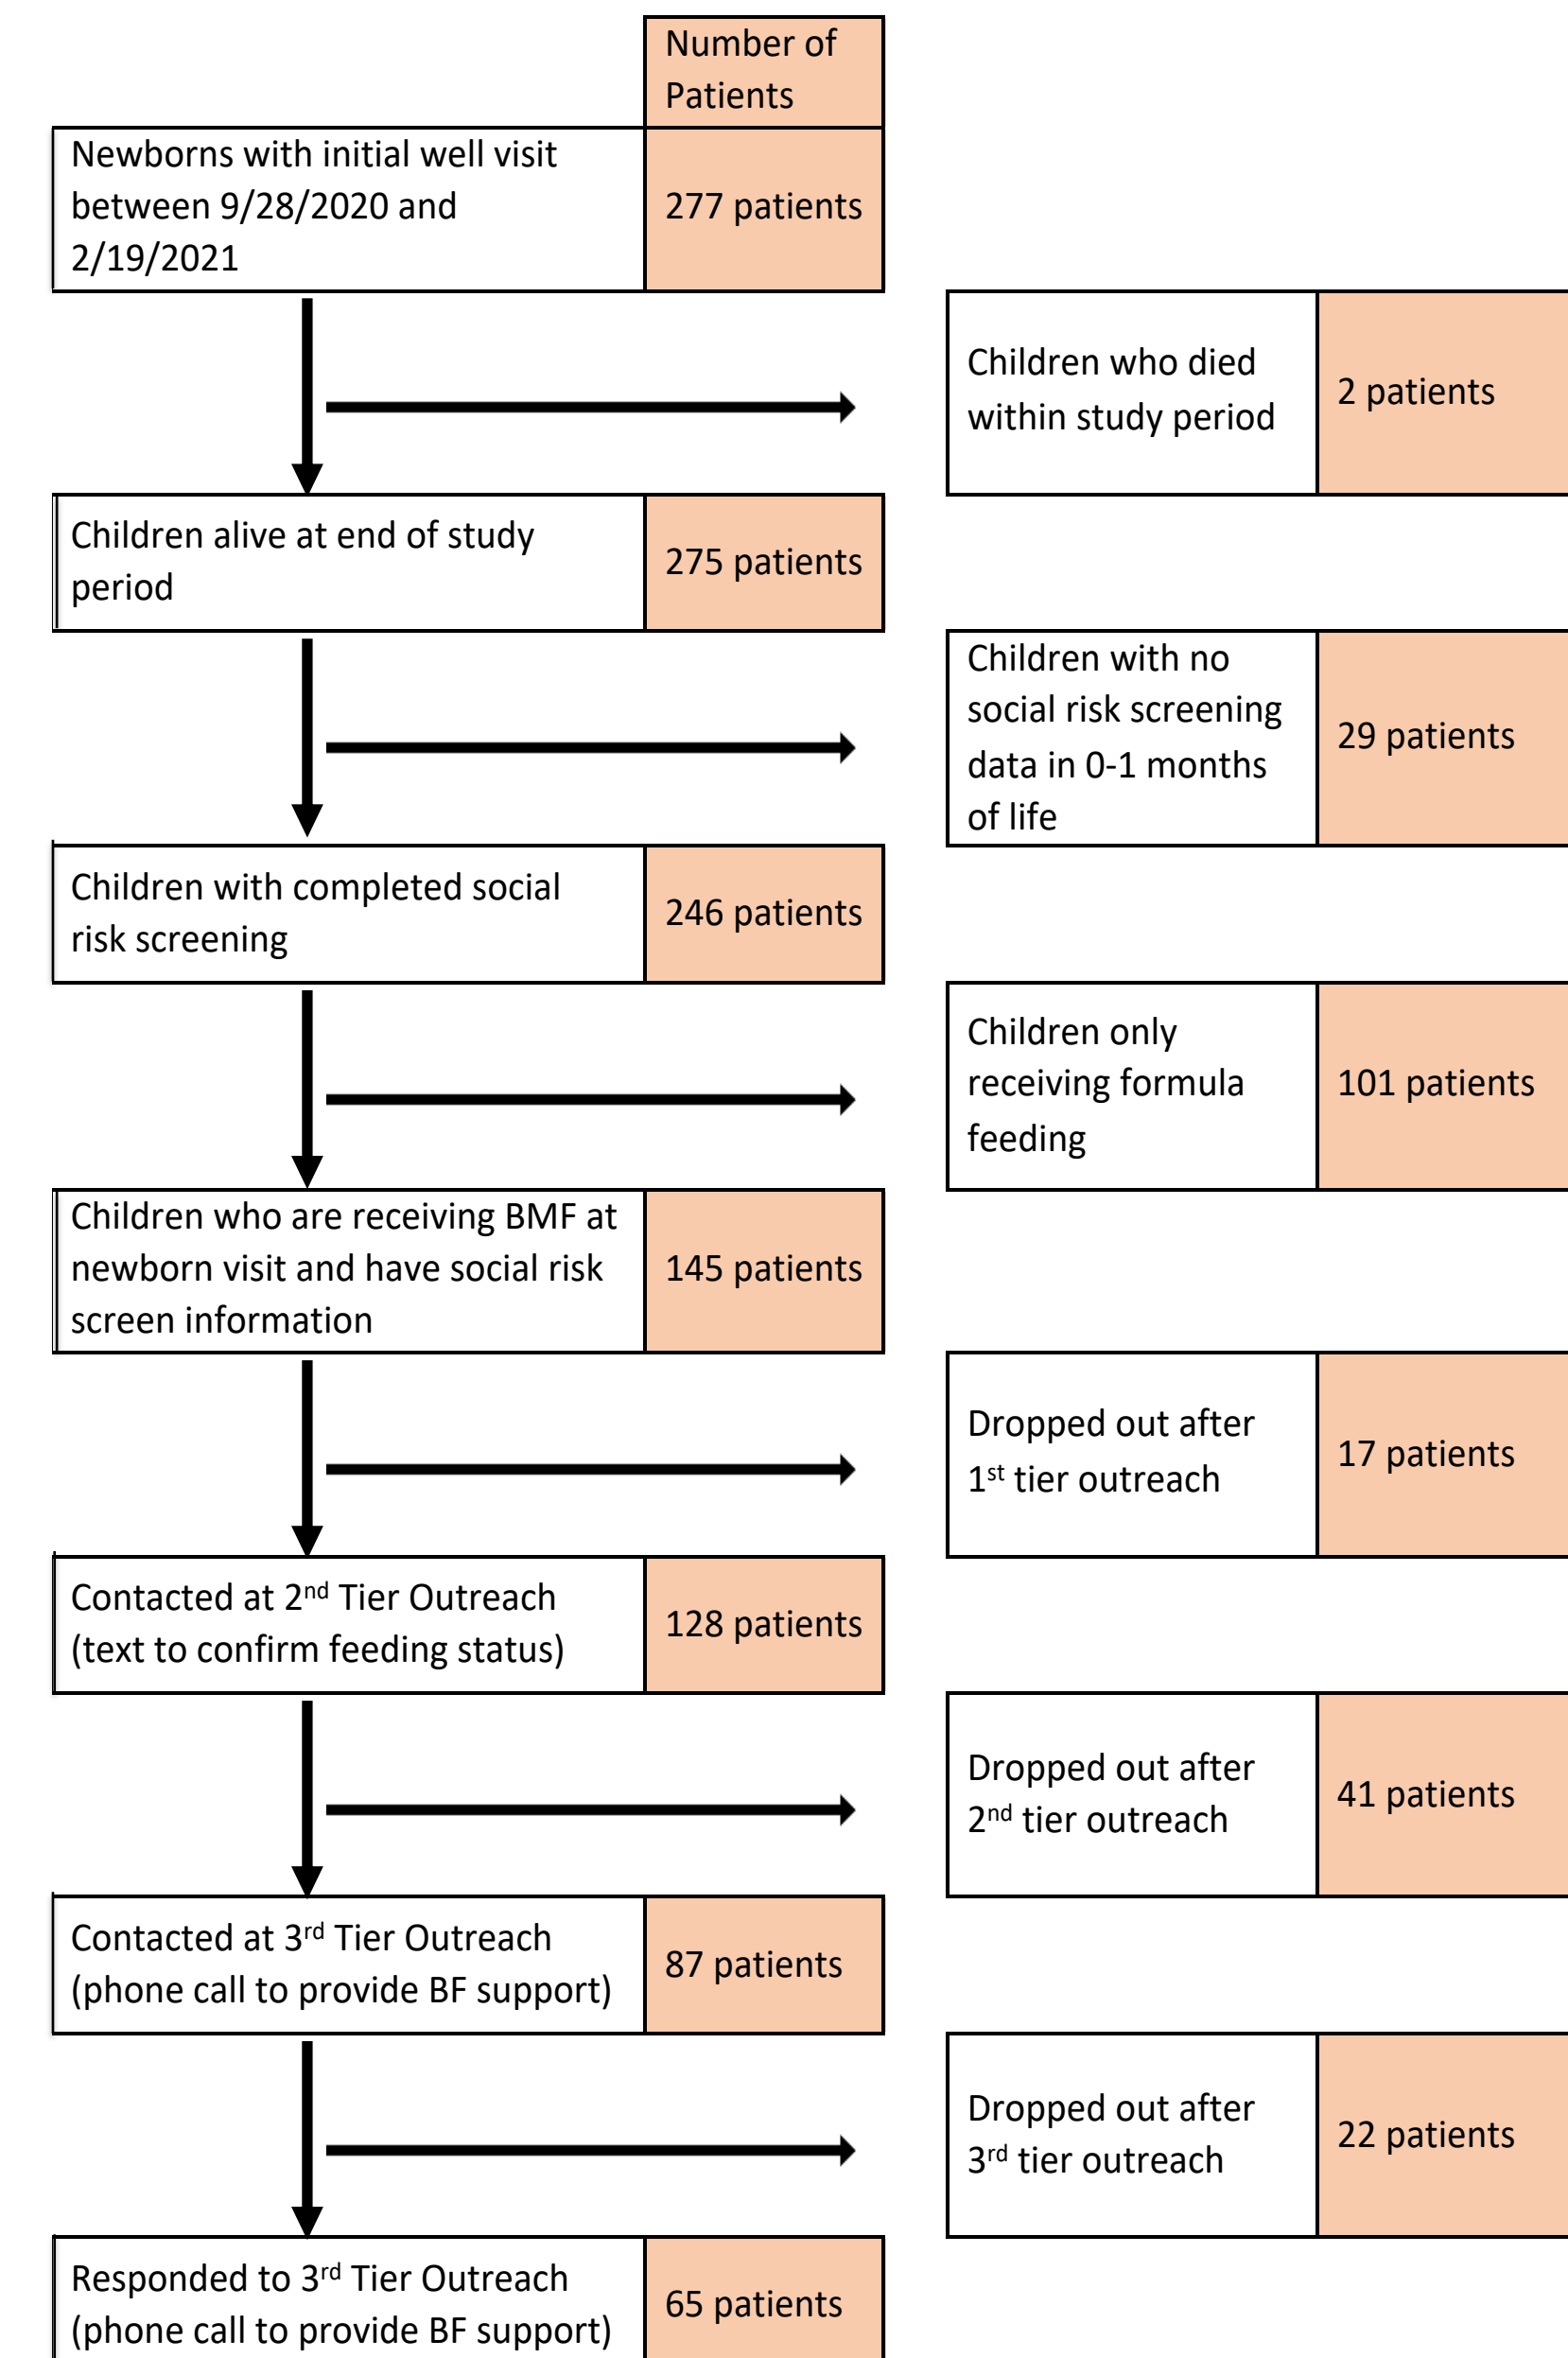 Number of
Patients
Newborns with initial well visit
between 9/28/2020 and
2/19/2021
277 patients
Children who died
within study period
2 patients
Children alive at end of study
period
275 patients
Children with no
social risk screening
data in 0-1 months
of life
29 patients
Children with completed social
risk screening
246 patients
Children only
receiving formula
feeding
101 patients
Children who are receiving BMF at
newborn visit and have social risk
screen information
145 patients
Dropped out after
1st tier outreach
17 patients
Contacted at 2nd Tier Outreach
(text to confirm feeding status)
128 patients
Dropped out after
2nd tier outreach
41 patients
Contacted at 3rd Tier Outreach
(phone call to provide BF support)
87 patients
Dropped out after
3rd tier outreach
22 patients
Responded to 3rd Tier Outreach
(phone call to provide BF support)
65 patients